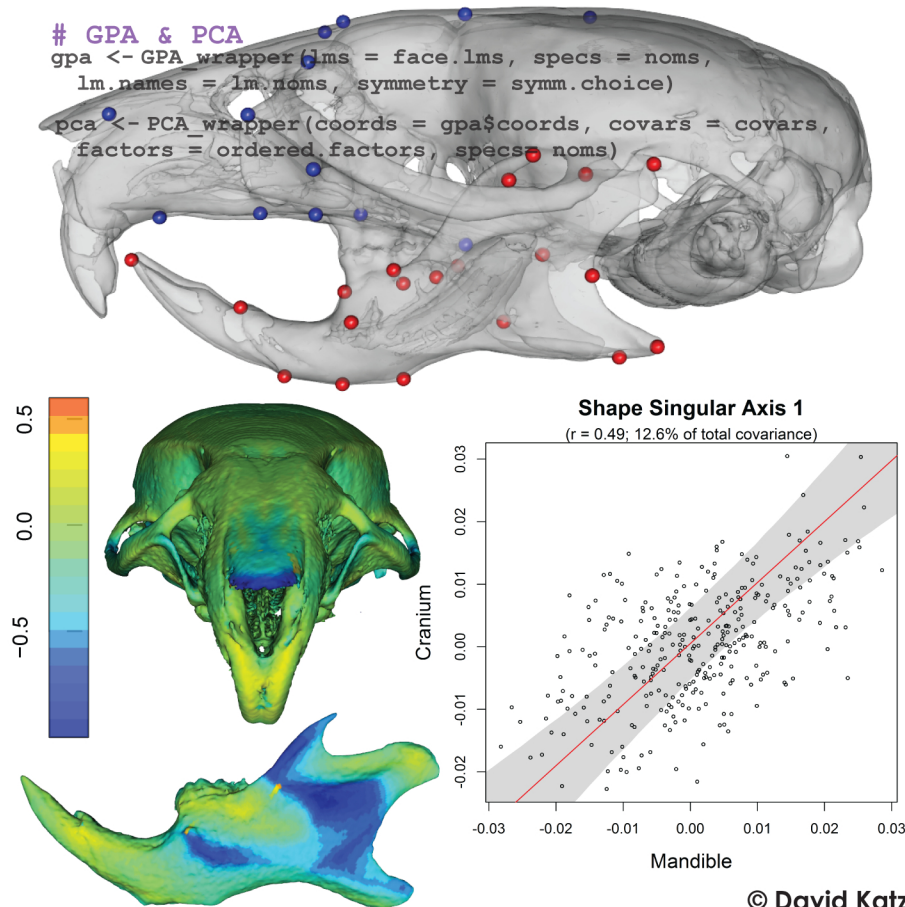 # GPA & PCA
gpa <- GPA_wrapper(lms = face.lms, specs = noms,
lm.names = lm.noms, symmetry = symm.choice)
pca <- PCA_wrapper(coords = gpa$coords, covars = covars,
factors = ordered.factors, specs= noms)
0.5
0.0
−0.5
Shape Singular Axis 1
(r = 0.49; 12.6% of total covariance)
0.03
0.02
0.01
0.00
-0.01
-0.02
Cranium
-0.03 -0.02 -0.01 0.00 0.01 0.02 0.03
Mandible
© David Katz